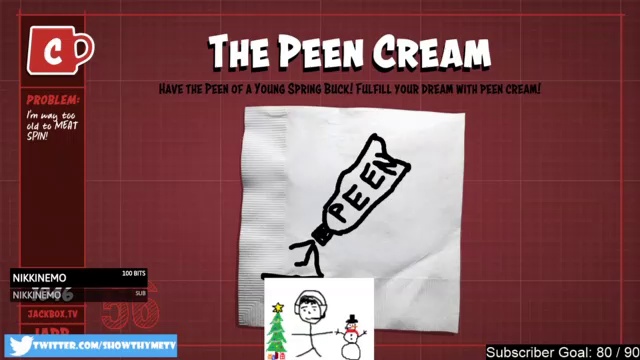 C
THE PEEN CREAM
HAVE THE PEEN OF A YOUNG SPRING BUCK! FULFILL YOUR DREAM WITH PEEN CREAM!
PROBLEM:
I'm way too
old to MEAT
SPIN!
PEEN
NIKKINEMO 100 BITS
NIKKINEMO SUB
JACKBOX.TV
TWITTER.COM/SHOWTHYMETV
Subscriber Goal: 80 / 90